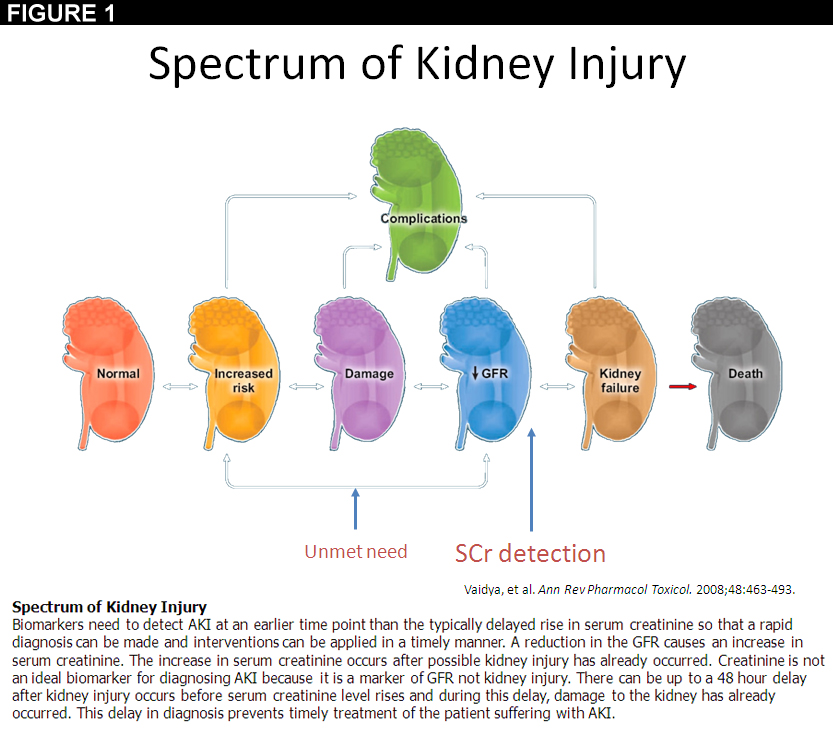 FIGURE 1
Spectrum of Kidney Injury
Complications
Normal
Increased
risk
Damage
↓ GFR
Kidney
failure
Death
Unmet need
SCr detection
Vaidya, et al. Ann Rev Pharmacol Toxicol. 2008;48:463-493.
Spectrum of Kidney Injury
Biomarkers need to detect AKI at an earlier time point than the typically delayed rise in serum creatinine so that a rapid
diagnosis can be made and interventions can be applied in a timely manner. A reduction in the GFR causes an increase in
serum creatinine. The increase in serum creatinine occurs after possible kidney injury has already occurred. Creatinine is not
an ideal biomarker for diagnosing AKI because it is a marker of GFR not kidney injury. There can be up to a 48 hour delay
after kidney injury occurs before serum creatinine level rises and during this delay, damage to the kidney has already
occurred. This delay in diagnosis prevents timely treatment of the patient suffering with AKI.